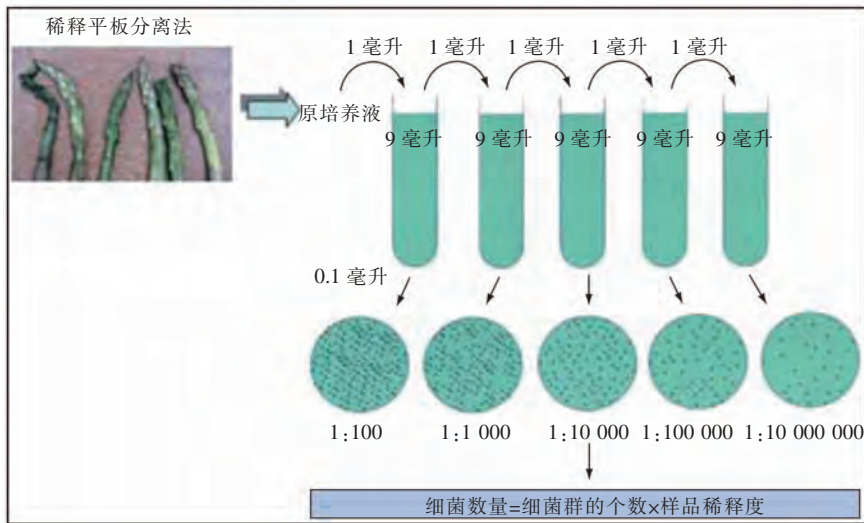 稀释平板分离法
1 毫升 1 毫升 1 毫升 1 毫升 1 毫升
原培养液
9 毫升 9 毫升 9 毫升 9 毫升 9 毫升
0.1 毫升
1:100 1:1 000 1:10 000 1:100 000 1:10 000 000
细菌数量=细菌群的个数×样品稀释度